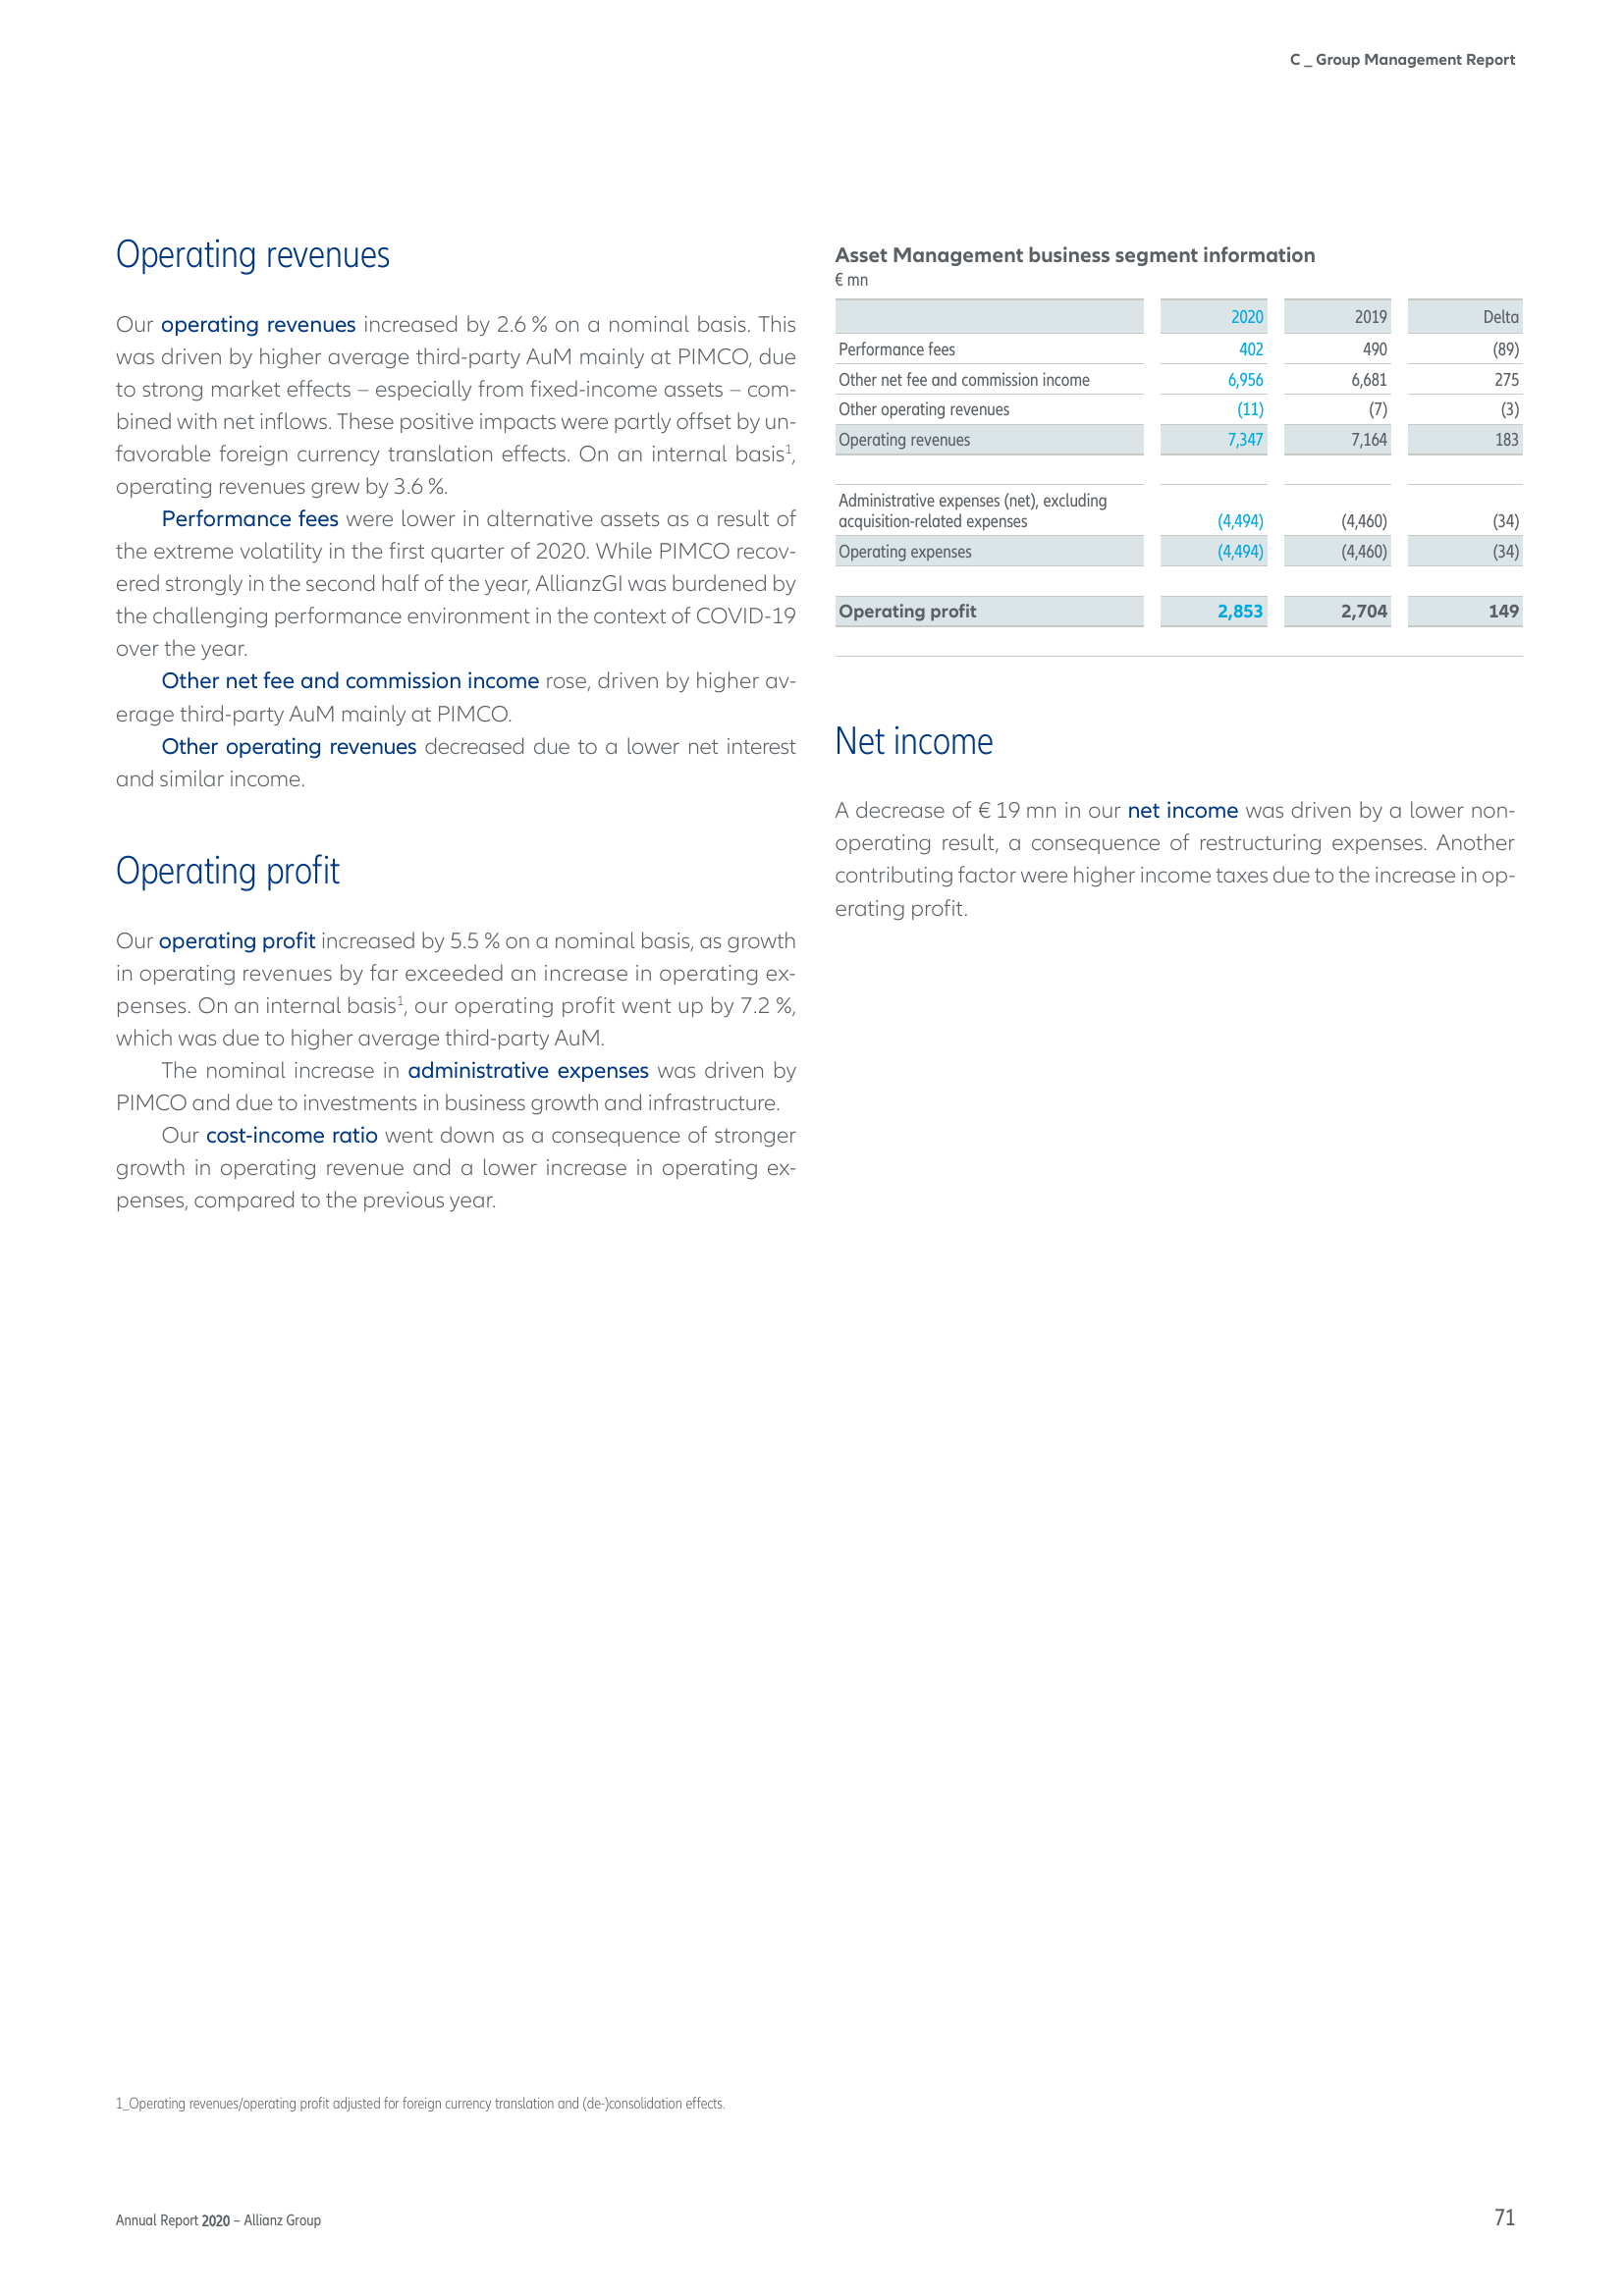 C _ Group Management Report
Operating revenues
Our operating revenues increased by 2.6 % on a nominal basis. This
was driven by higher average third-party AuM mainly at PIMCO, due
to strong market effects – especially from fixed-income assets – com-
bined with net inflows. These positive impacts were partly offset by un-
favorable foreign currency translation effects. On an internal basis1,
operating revenues grew by 3.6 %.
Performance fees were lower in alternative assets as a result of
the extreme volatility in the first quarter of 2020. While PIMCO recov-
ered strongly in the second half of the year, AllianzGI was burdened by
the challenging performance environment in the context of COVID-19
over the year.
Other net fee and commission income rose, driven by higher av-
erage third-party AuM mainly at PIMCO.
Other operating revenues decreased due to a lower net interest
and similar income.
Operating profit
Our operating profit increased by 5.5 % on a nominal basis, as growth
in operating revenues by far exceeded an increase in operating ex-
penses. On an internal basis1, our operating profit went up by 7.2 %,
which was due to higher average third-party AuM.
The nominal increase in administrative expenses was driven by
PIMCO and due to investments in business growth and infrastructure.
Our cost-income ratio went down as a consequence of stronger
growth in operating revenue and a lower increase in operating ex-
penses, compared to the previous year.
Asset Management business segment information
€ mn
2020 2019 Delta
Performance fees 402 490 (89)
Other net fee and commission income 6,956 6,681 275
Other operating revenues (11) (7) (3)
Operating revenues 7,347 7,164 183
Administrative expenses (net), excluding
acquisition-related expenses (4,494) (4,460) (34)
Operating expenses (4,494) (4,460) (34)
Operating profit 2,853 2,704 149
Net income
A decrease of € 19 mn in our net income was driven by a lower non-
operating result, a consequence of restructuring expenses. Another
contributing factor were higher income taxes due to the increase in op-
erating profit.
1_Operating revenues/operating profit adjusted for foreign currency translation and (de-)consolidation effects.
Annual Report 2020 – Allianz Group
71